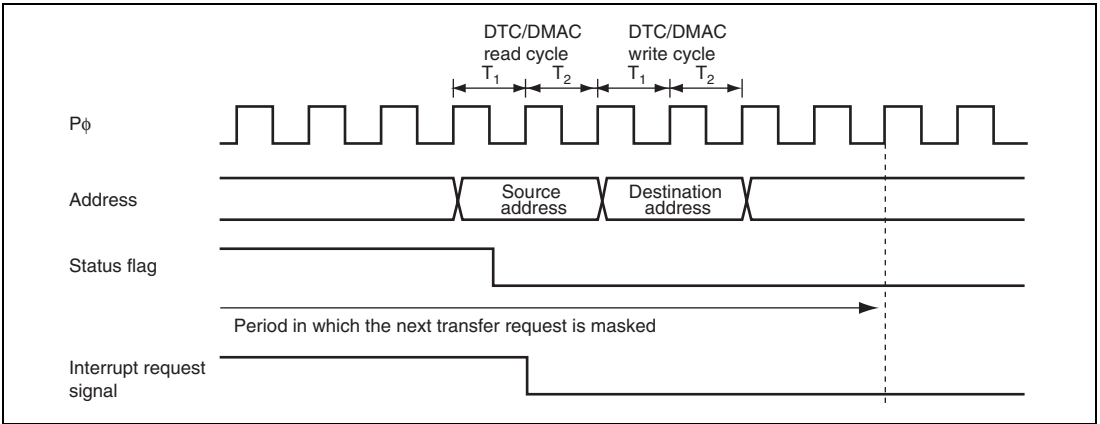 DTC/DMAC DTC/DMAC
read cycle write cycle
T1 T2 T1 T2
Pϕ
Address
Source Destination
address address
Status flag
Period in which the next transfer request is masked
Interrupt request
signal